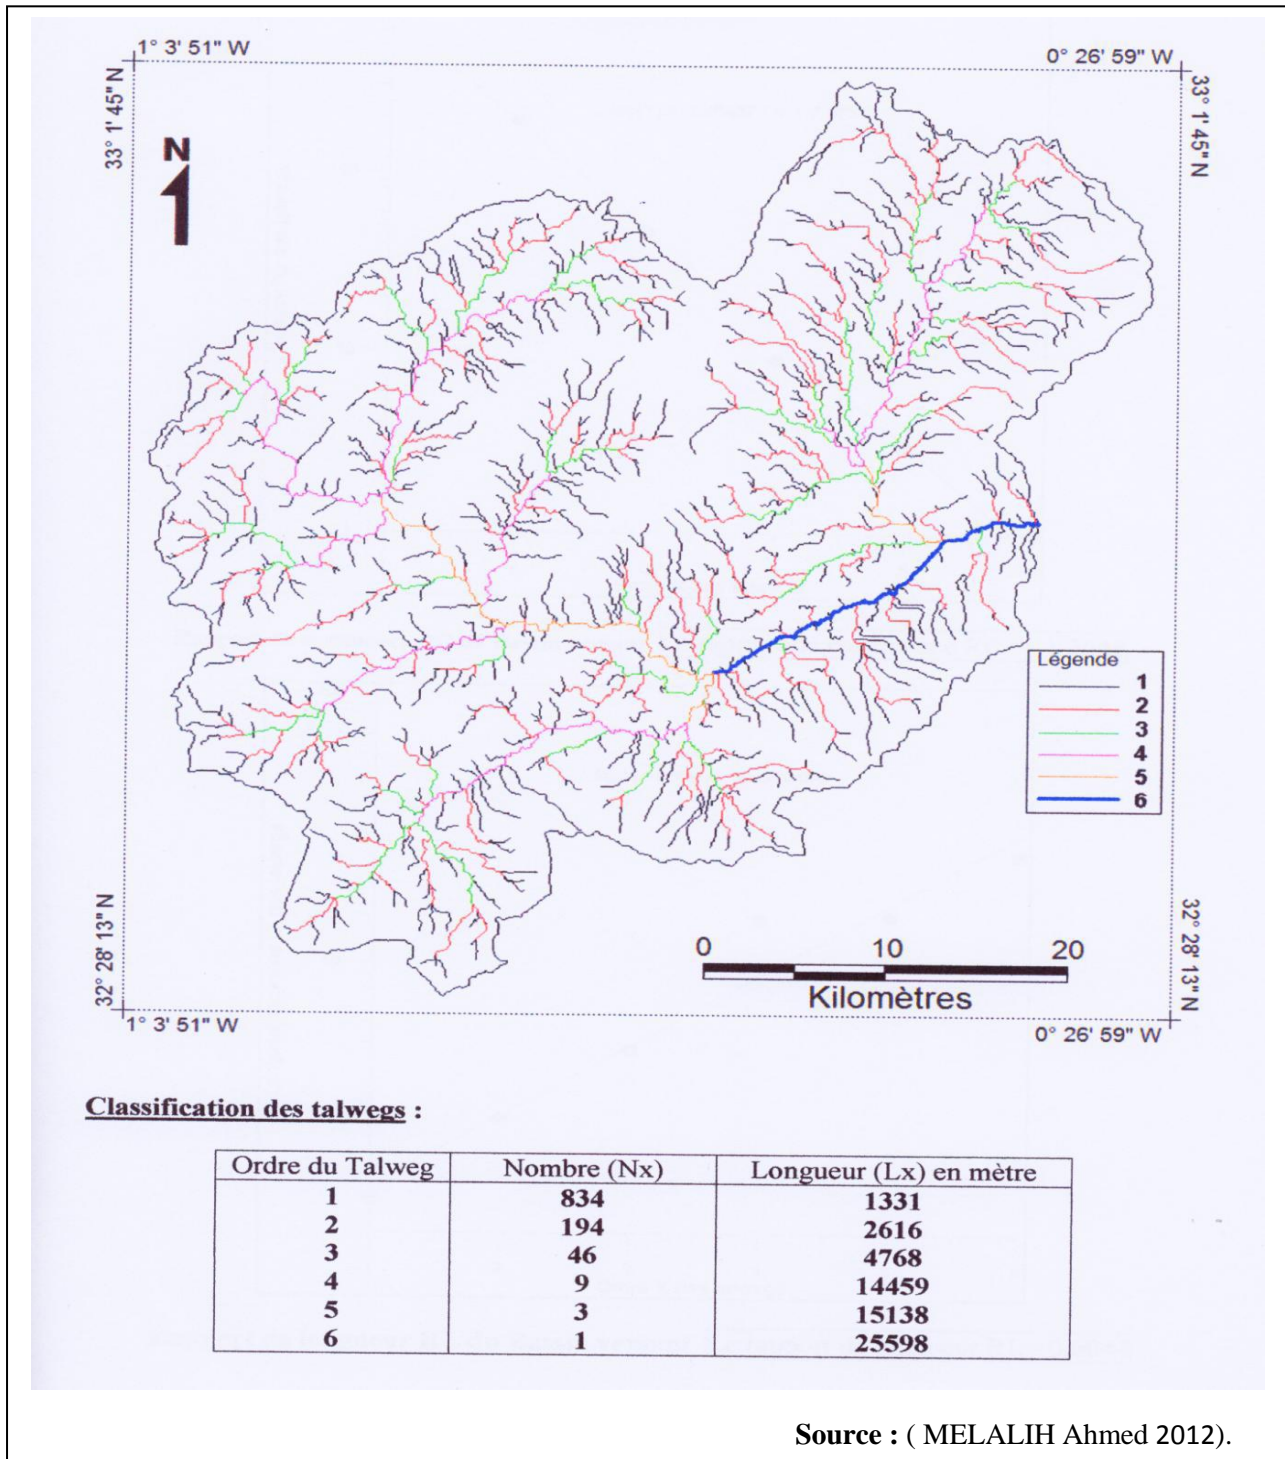 1° 3' 51" W
0° 26' 59" W
33° 1' 45" N
33° 1' 45" N
N
Légende
1
2
3
4
5
6
32° 28' 13" N
32° 28' 13" N
0 10 20
Kilomètres
1° 3' 51" W
0° 26' 59" W
Classification des talwegs :
Ordre du Talweg Nombre (Nx) Longueur (Lx) en mètre
1 834 1331
2 194 2616
3 46 4768
4 9 14459
5 3 15138
6 1 25598
Source : ( MELALIH Ahmed 2012).